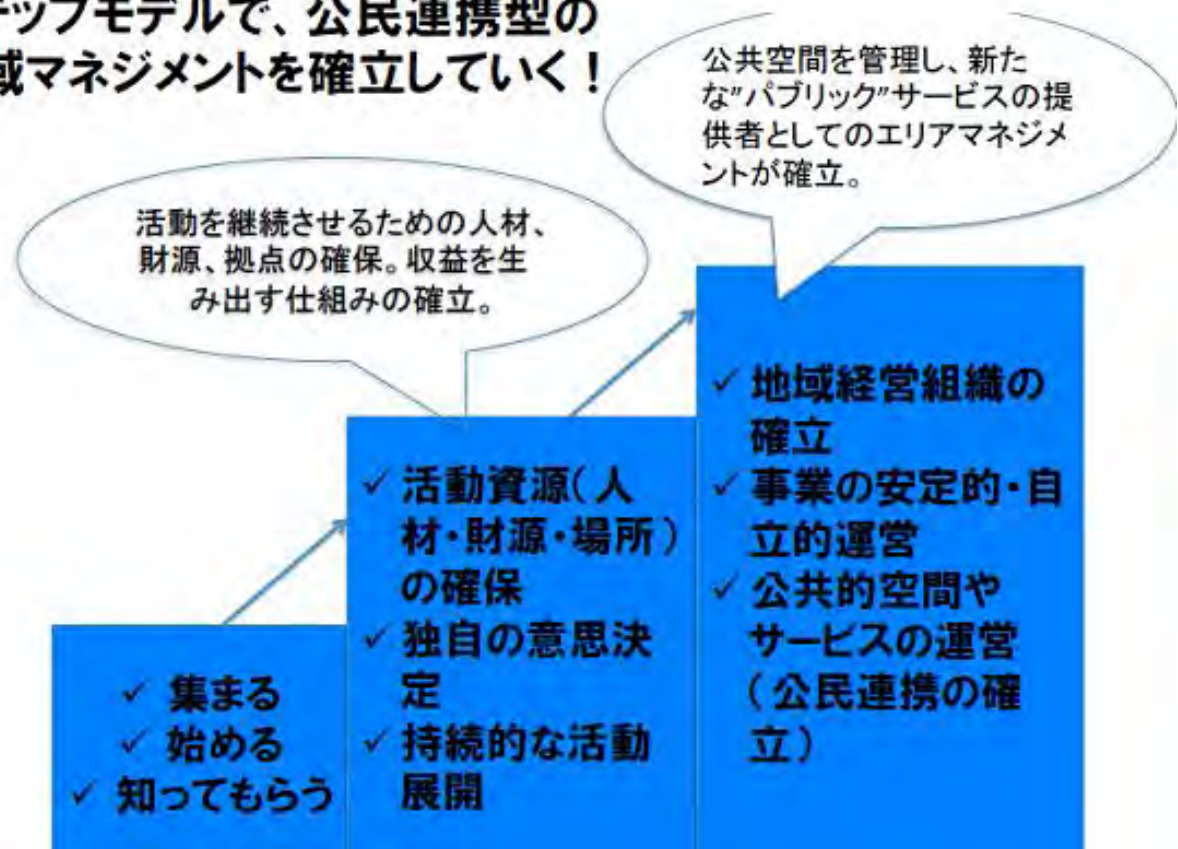 テップモデルで、公民連携型の
域マネジメントを確立していく！
公共空間を管理し、新た
な”パブリック”サービスの提
供者としてのエリアマネジメ
ントが確立。
活動を継続させるための人材、
財源、拠点の確保。収益を生
み出す仕組みの確立。
✓ 地域経営組織の
確立
✓ 事業の安定的・自
立的運営
✓ 公共的空間や
サービスの運営
（公民連携の確
立）
✓ 活動資源（人
材・財源・場所）
の確保
✓ 独自の意思決
定
✓ 持続的な活動
展開
✓ 集まる
✓ 始める
✓ 知ってもらう